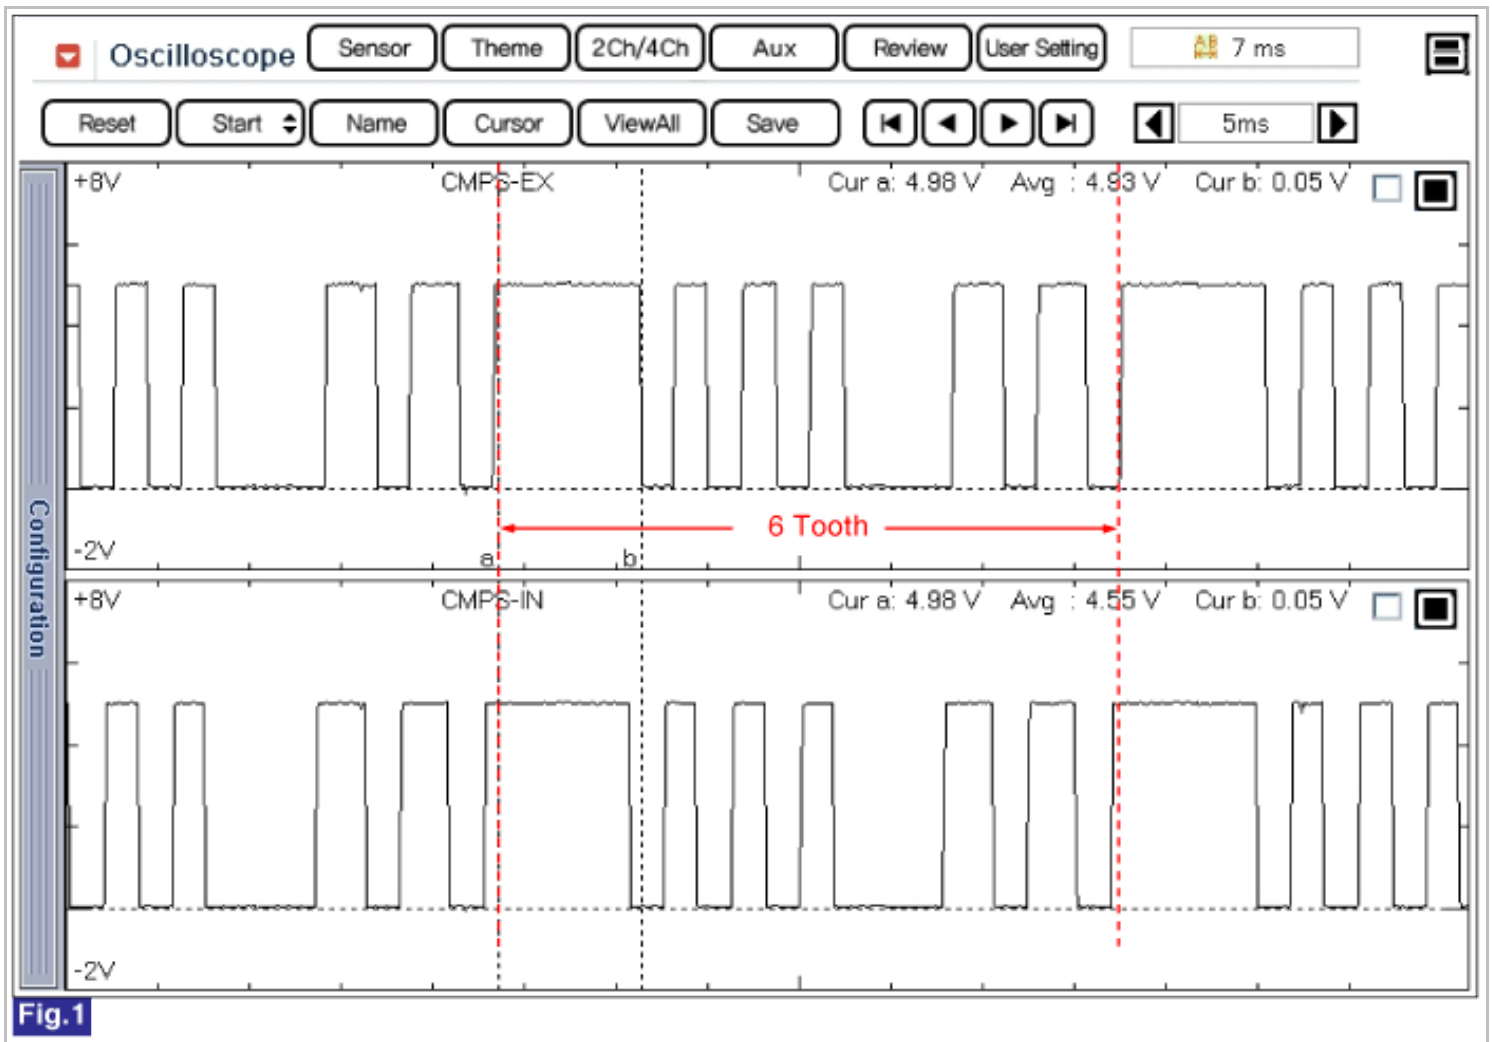 Oscilloscope Sensor Theme 2Ch/4Ch Aux Review User Setting 7 ms
Reset Start Name Cursor ViewAll Save 5ms
+8V CMPS-EX Cur a: 4.98 V Avg : 4.93 V Cur b: 0.05 V
6 Tooth
-2V a b
+8V CMPS-IN Cur a: 4.98 V Avg : 4.55 V Cur b: 0.05 V
-2V
Configuration
Fig.1